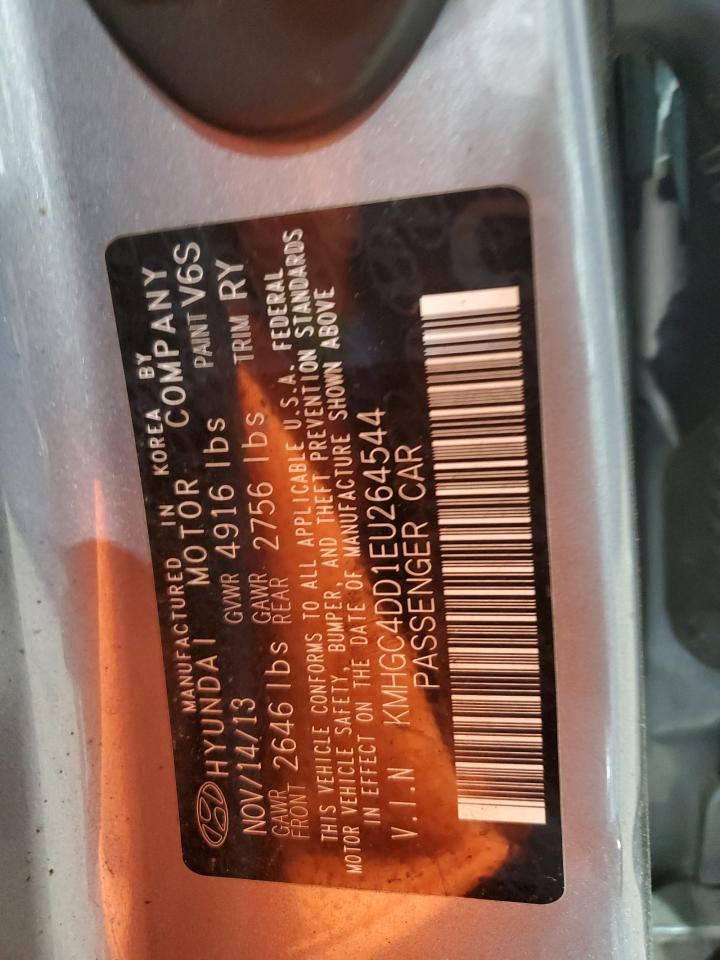 MANUFACTURED IN KOREA BY
HYUNDAI MOTOR COMPANY
NOV/14/13 GVWR 4916 lbs PAINT V6S
GAWR FRONT 2646 lbs GAWR REAR 2756 lbs TRIM RY
THIS VEHICLE CONFORMS TO ALL APPLICABLE U.S.A. FEDERAL
MOTOR VEHICLE SAFETY, BUMPER, AND THEFT PREVENTION STANDARDS
IN EFFECT ON THE DATE OF MANUFACTURE SHOWN ABOVE
V.I.N KMHGC4DD1EU264544
PASSENGER CAR